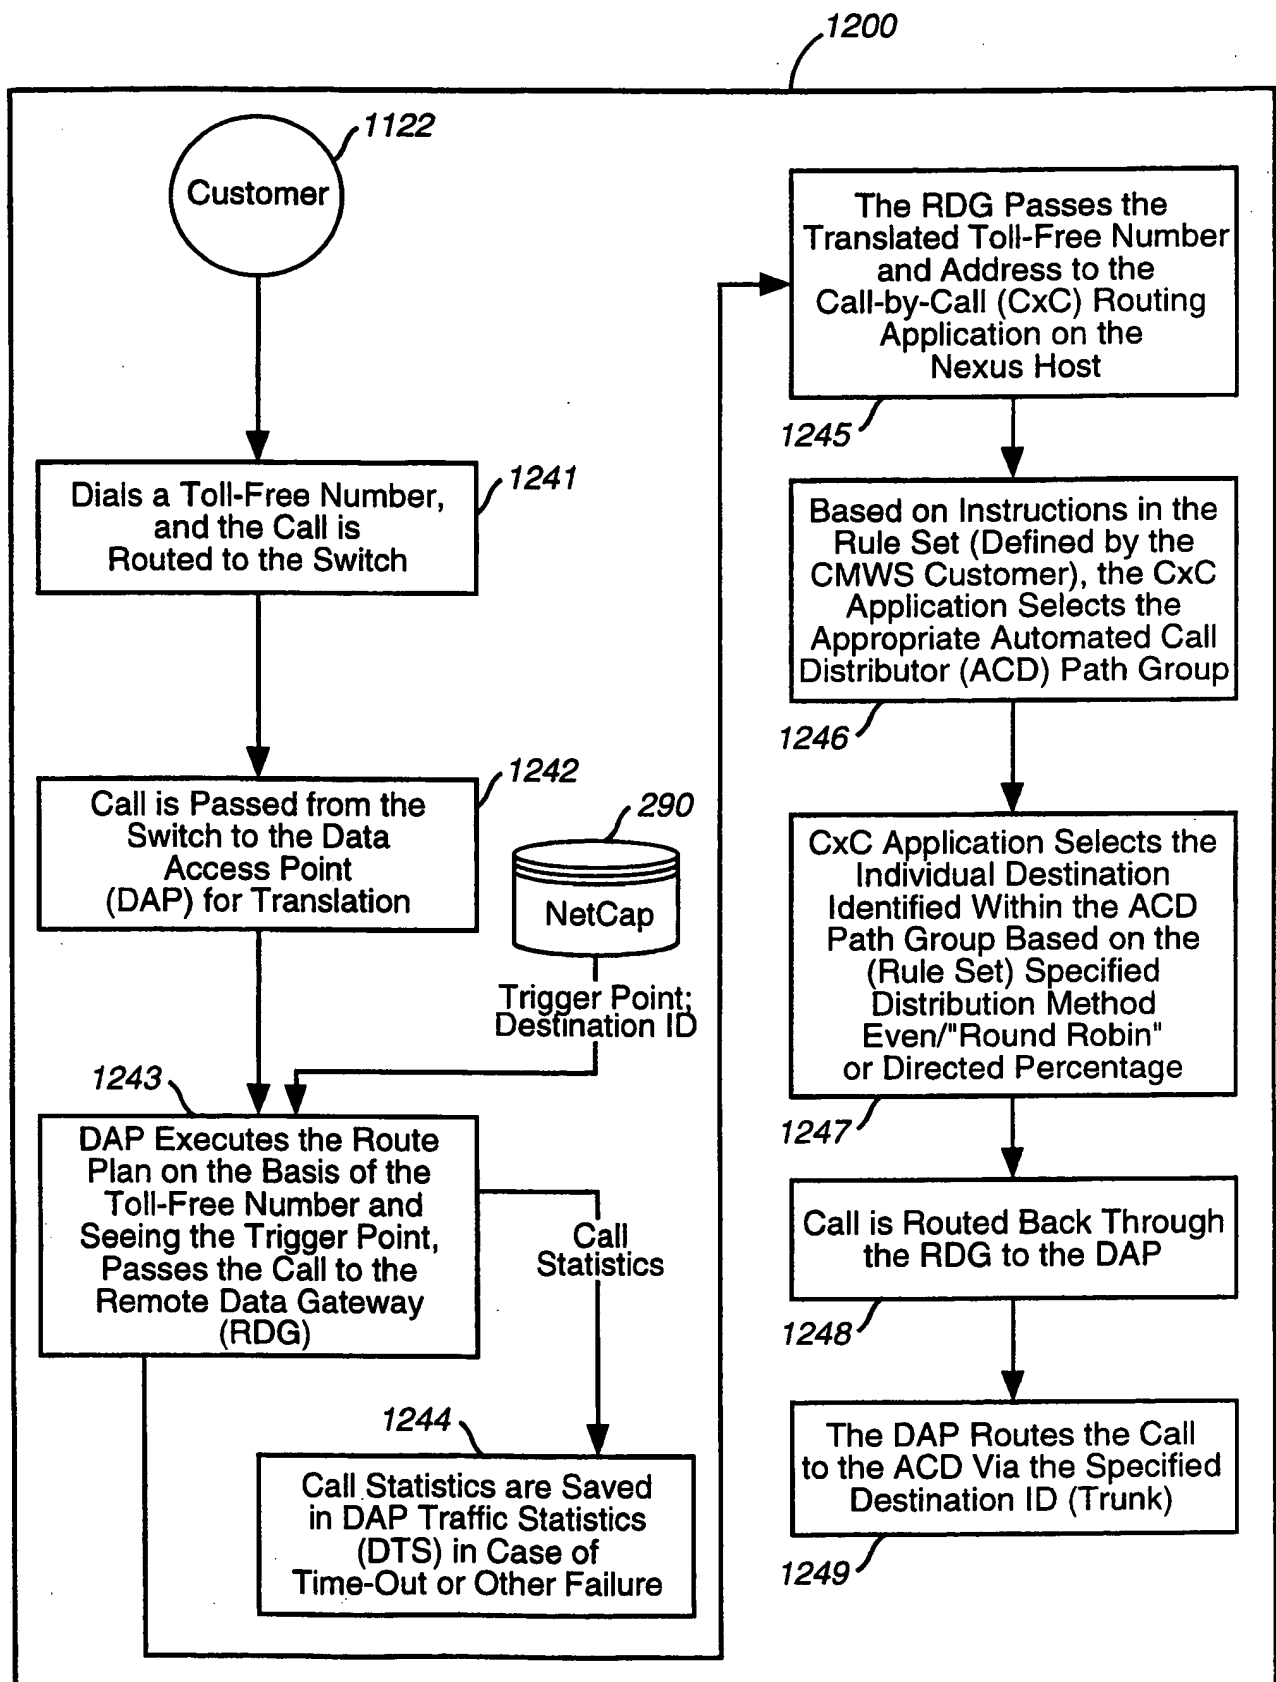 1200
1122
Customer
1241
Dials a Toll-Free Number,
and the Call is
Routed to the Switch
1242
Call is Passed from the
Switch to the Data
Access Point
(DAP) for Translation
290
NetCap
Trigger Point;
Destination ID
1243
DAP Executes the Route
Plan on the Basis of the
Toll-Free Number and
Seeing the Trigger Point,
Passes the Call to the
Remote Data Gateway
(RDG)
Call
Statistics
1244
Call Statistics are Saved
in DAP Traffic Statistics
(DTS) in Case of
Time-Out or Other Failure
The RDG Passes the
Translated Toll-Free Number
and Address to the
Call-by-Call (CxC) Routing
Application on the
Nexus Host
1245
Based on Instructions in the
Rule Set (Defined by the
CMWS Customer), the CxC
Application Selects the
Appropriate Automated Call
Distributor (ACD) Path Group
1246
CxC Application Selects the
Individual Destination
Identified Within the ACD
Path Group Based on the
(Rule Set) Specified
Distribution Method
Even/"Round Robin"
or Directed Percentage
1247
Call is Routed Back Through
the RDG to the DAP
1248
The DAP Routes the Call
to the ACD Via the Specified
Destination ID (Trunk)
1249